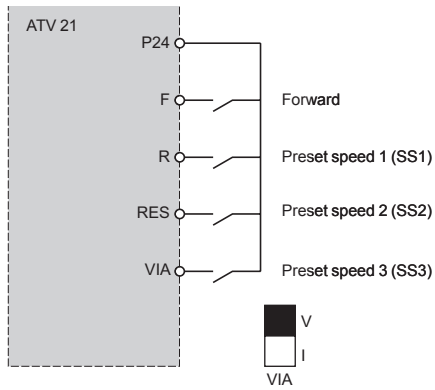 ATV 21
P24
F Forward
R Preset speed 1 (SS1)
RES Preset speed 2 (SS2)
VIA Preset speed 3 (SS3)
V
I
VIA